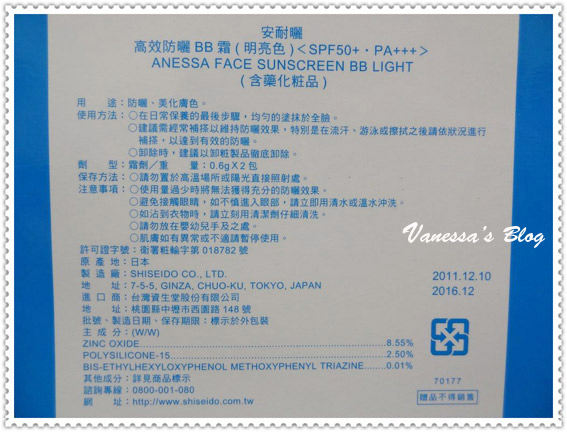 安耐曬
高效防曬 BB 霜 ( 明亮色 ) <SPF50+・PA+++>
ANESSA FACE SUNSCREEN BB LIGHT
( 含藥化粧品 )
用 途：防曬、美化膚色。
使用方法：○在日常保養的最後步驟，均勻的塗抹於全臉。
○建議需經常補搽以維持防曬效果，特別是在流汗、游泳或擦拭之後請依狀況進行
補搽，以達到有效的防曬。
○卸除時，建議以卸粧製品徹底卸除。
劑 型：霜劑／重 量：0.6g X 2 包
保存方法：○請勿置於高溫場所或陽光直接照射處。
注意事項：○使用量過少時將無法獲得充分的防曬效果。
○避免接觸眼睛，如不慎進入眼部，請立即用清水或溫水沖洗。
○如沾到衣物時，請立刻用清潔劑仔細清洗。
○請勿放在嬰幼兒手及之處。
○肌膚如有異常或不適請暫停使用。
Vanessa's Blog
許可證字號：衛署粧輸字第 018782 號
原 產 地：日本
製 造 廠：SHISEIDO CO., LTD.
2011.12.10
地 址：7-5-5, GINZA, CHUO-KU, TOKYO, JAPAN
2016.12
進 口 商：台灣資生堂股份有限公司
地 址：桃園縣中壢市西園路 148 號
批號、製造日期、保存期限：標示於外包裝
主 成 分：(W/W)
ZINC OXIDE 8.55%
POLYSILICONE-15 2.50%
BIS-ETHYLHEXYLOXYPHENOL METHOXYPHENYL TRIAZINE 0.01%
其他成分：詳見商品標示
70177
諮詢專線：0800-001-080
網 址：http://www.shiseido.com.tw
贈品不得銷售